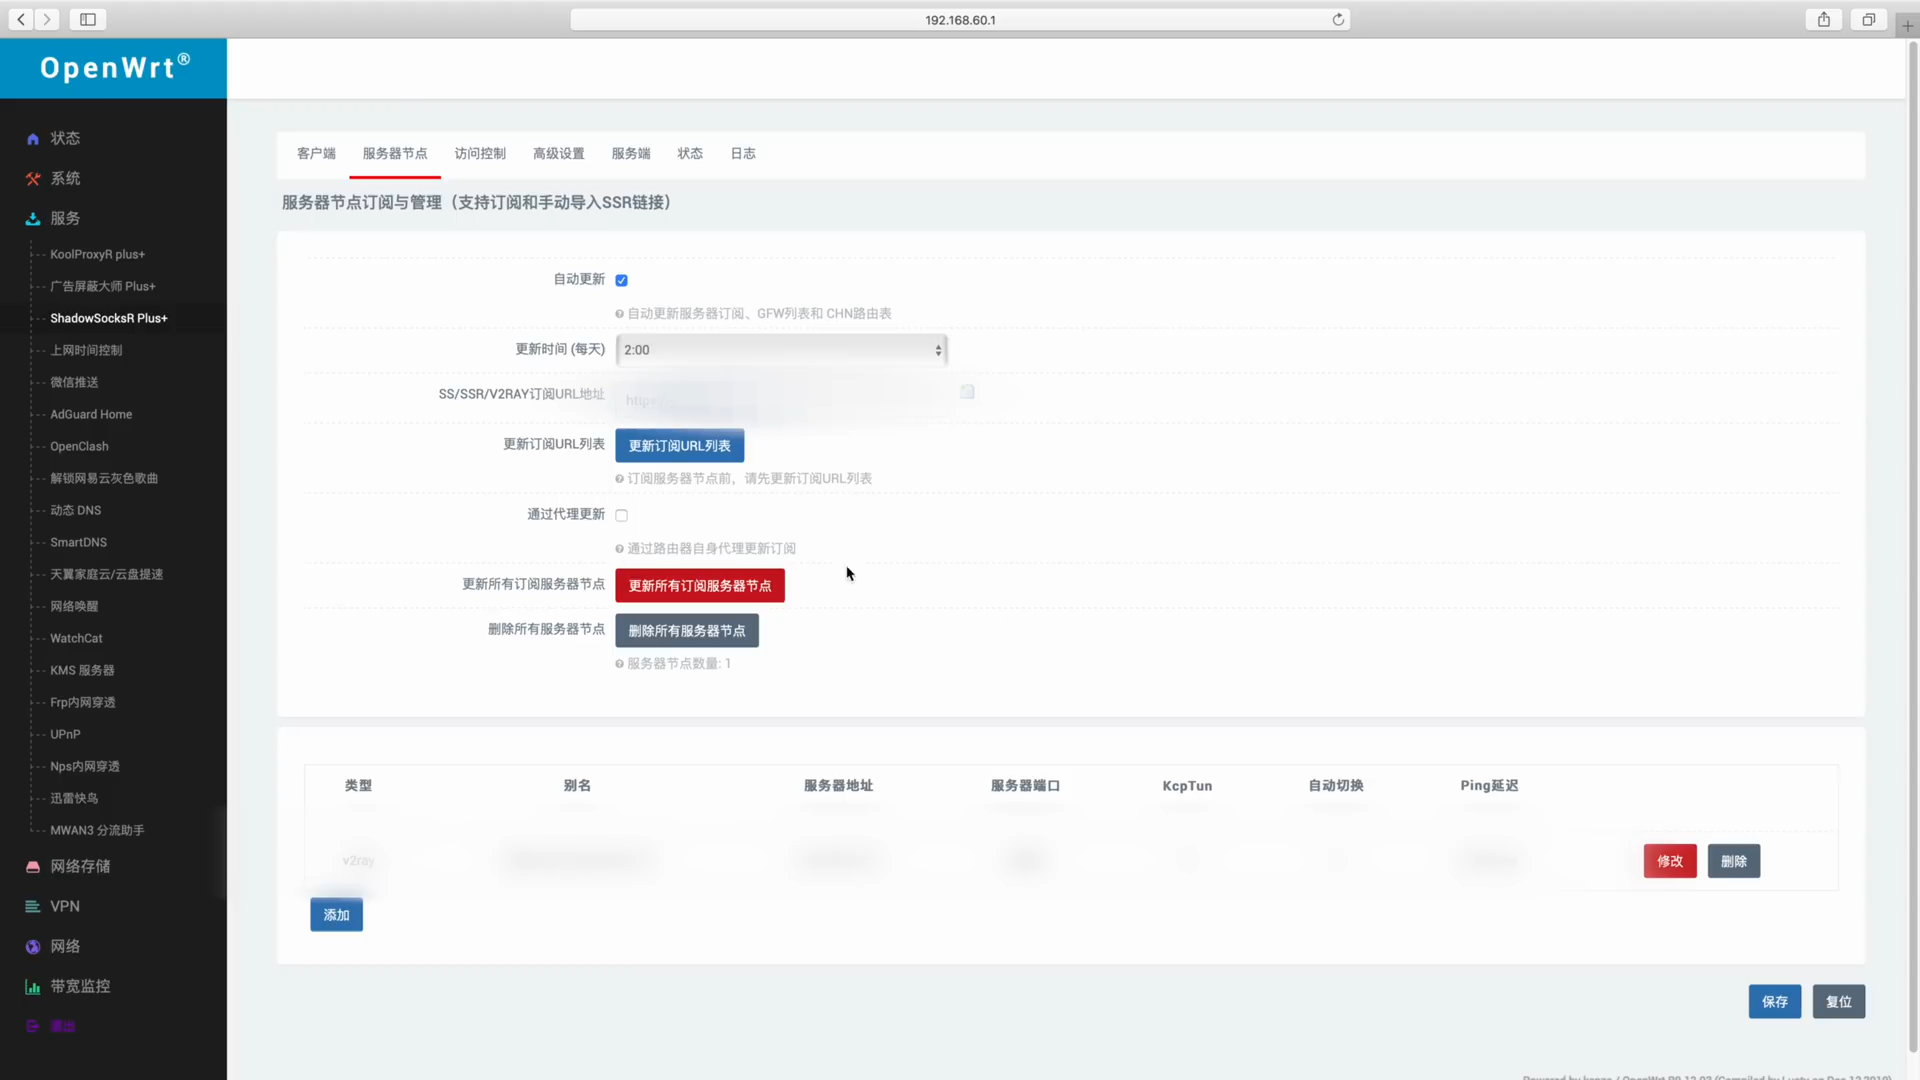 192.168.60.1
OpenWrt®
状态
系统
服务
KoolProxyR plus+
广告屏蔽大师 Plus+
ShadowSocksR Plus+
上网时间控制
微信推送
AdGuard Home
OpenClash
解锁网易云灰色歌曲
动态 DNS
SmartDNS
天翼家庭云/云盘提速
网络唤醒
WatchCat
KMS 服务器
Frp内网穿透
UPnP
Nps内网穿透
迅雷快鸟
MWAN3 分流助手
网络存储
VPN
网络
带宽监控
退出
客户端 服务器节点 访问控制 高级设置 服务端 状态 日志
服务器节点订阅与管理（支持订阅和手动导入SSR链接）
自动更新
自动更新服务器订阅、GFW列表和 CHN路由表
更新时间 (每天) 2:00
SS/SSR/V2RAY订阅URL地址
更新订阅URL列表 更新订阅URL列表
订阅服务器节点前，请先更新订阅URL列表
通过代理更新
通过路由器自身代理更新订阅
更新所有订阅服务器节点 更新所有订阅服务器节点
删除所有服务器节点 删除所有服务器节点
服务器节点数量: 1
类型 别名 服务器地址 服务器端口 KcpTun 自动切换 Ping延迟
v2ray 修改 删除
添加
保存 复位